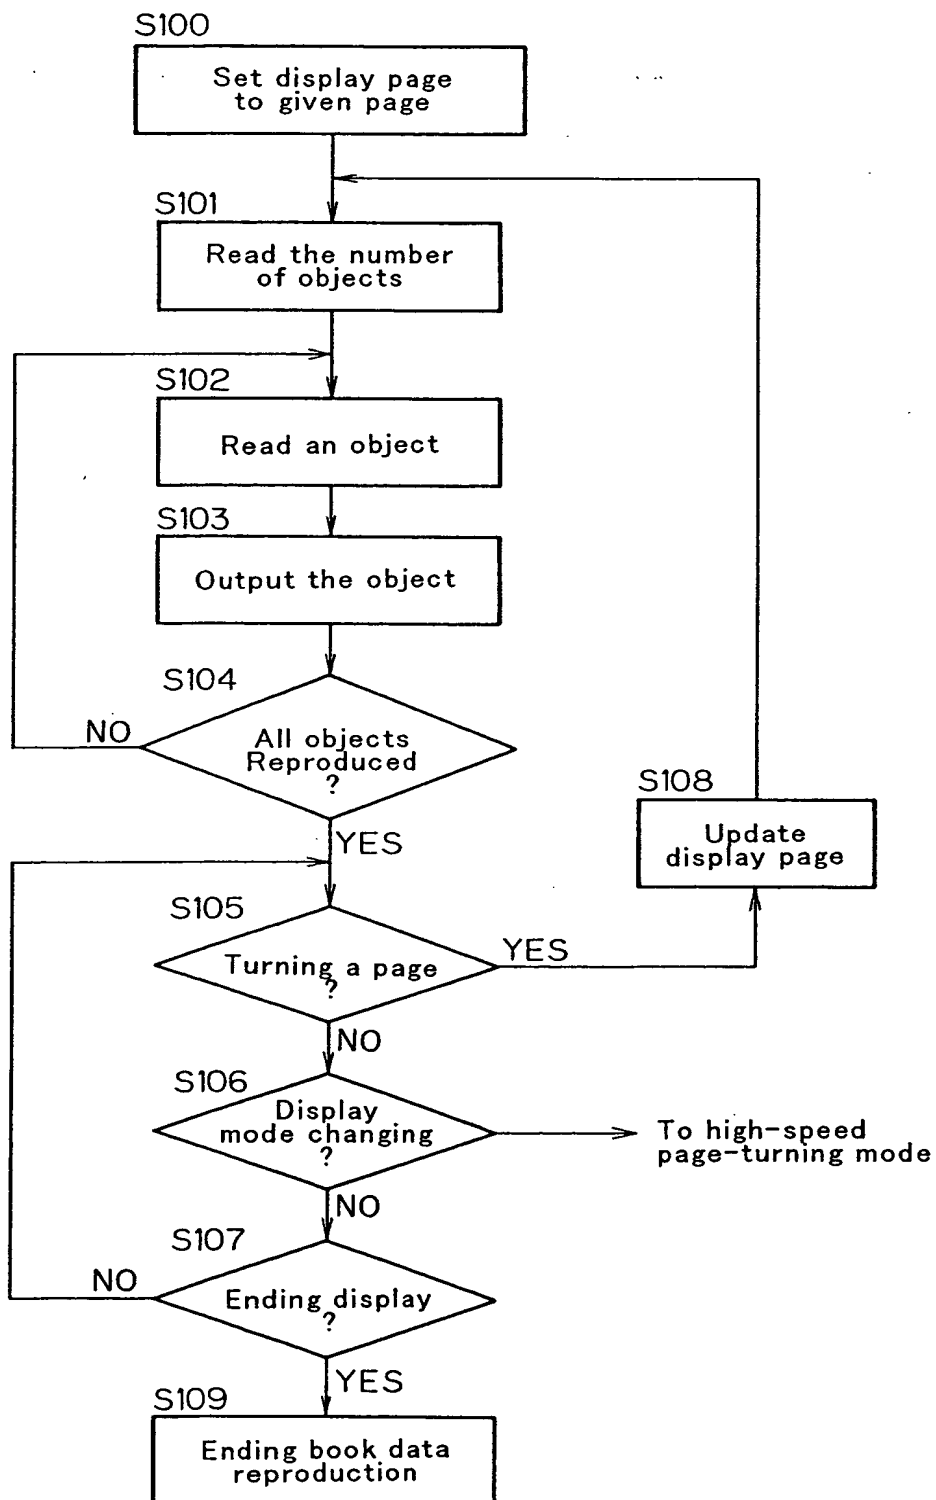 S100
Set display page
to given page
S101
Read the number
of objects
S102
Read an object
S103
Output the object
S104
NO
All objects
Reproduced
?
YES
S108
Update
display page
S105
YES
Turning a page
?
NO
S106
Display
mode changing
?
To high-speed
page-turning mode
NO
S107
NO
Ending display
?
YES
S109
Ending book data
reproduction